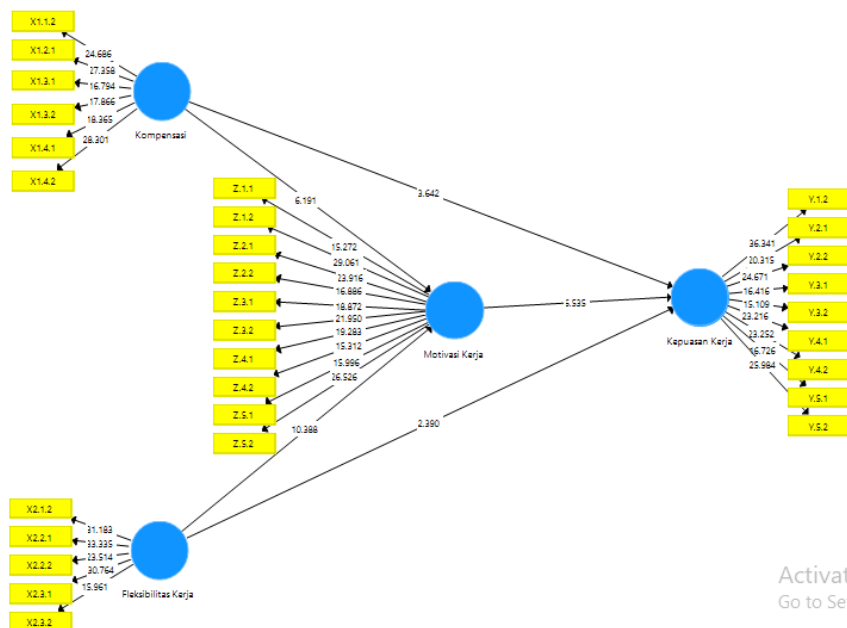 X1.1.2
X1.2.1
X1.3.1
X1.3.2
X1.4.1
X1.4.2
24.686
27.358
16.794
17.866
18.365
28.301
Kompensasi
6.191
3.642
Z.1.1
Z.1.2
Z.2.1
Z.2.2
Z.3.1
Z.3.2
Z.4.1
Z.4.2
Z.5.1
Z.5.2
15.272
29.061
23.916
16.886
18.872
21.950
19.283
15.312
15.996
26.526
Motivasi Kerja
10.388
2.390
Kepuasan Kerja
Y.1.2
Y.2.1
Y.2.2
Y.3.1
Y.3.2
Y.4.1
Y.4.2
Y.5.1
Y.5.2
36.341
20.315
24.671
16.416
15.109
23.216
23.252
16.726
25.984
X2.1.2
X2.2.1
X2.2.2
X2.3.1
X2.3.2
31.183
33.335
23.514
30.764
15.961
Fleksibilitas Kerja
Activat
Go to Se